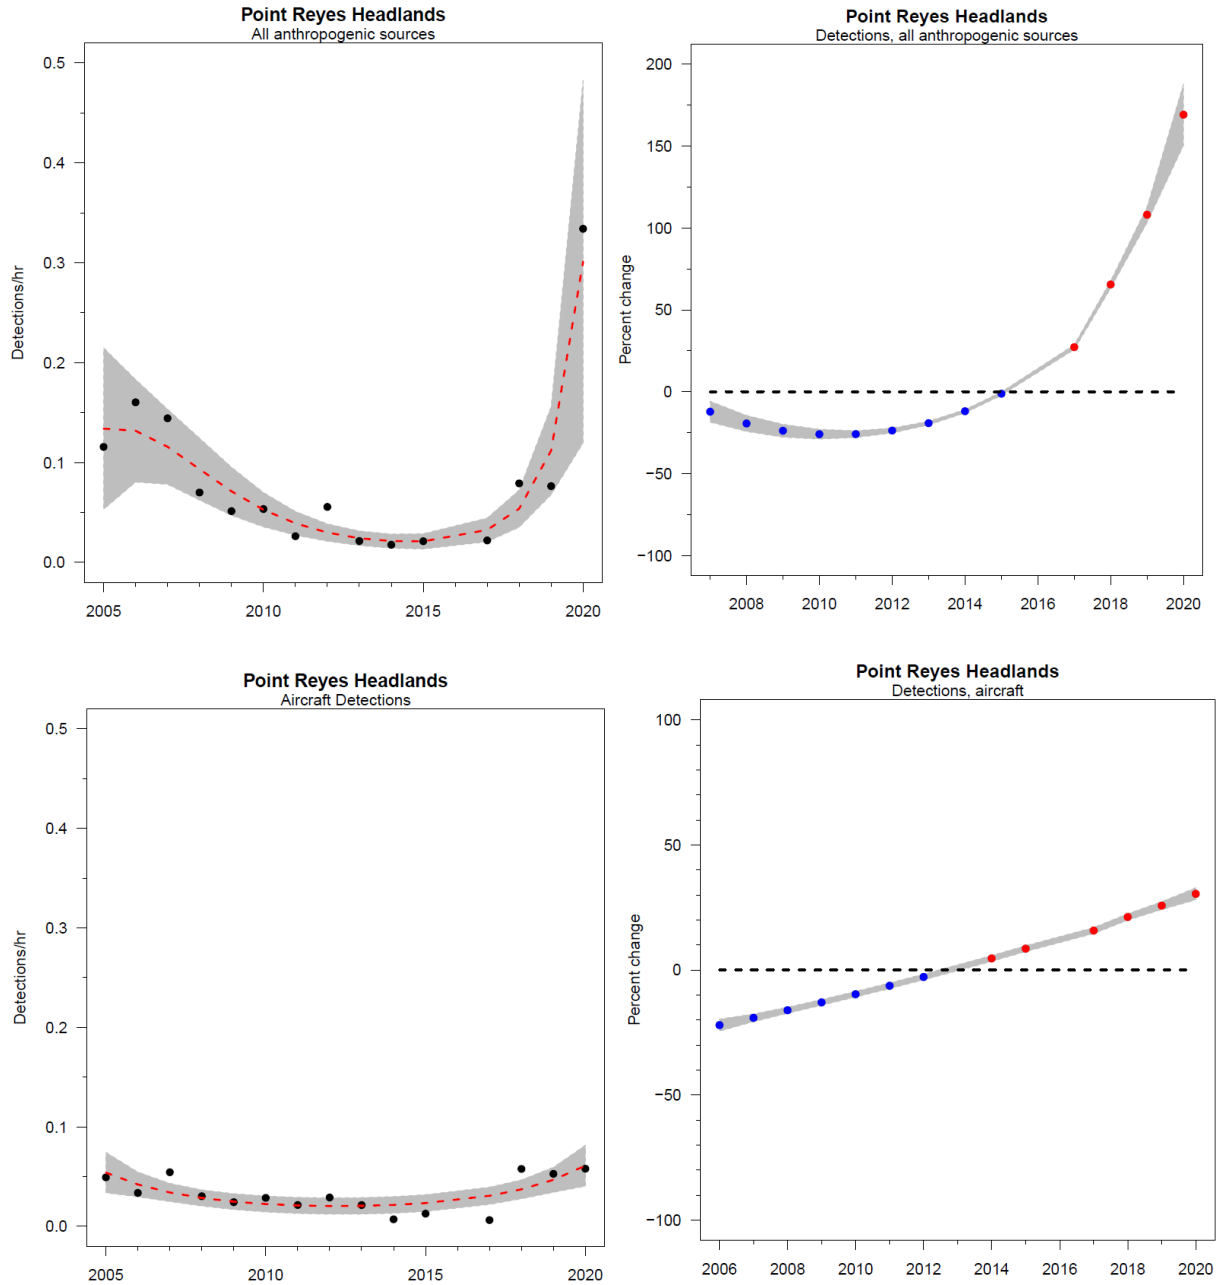 Point Reyes Headlands
All anthropogenic sources
Detections/hr
0.5
0.4
0.3
0.2
0.1
0.0
2005 2010 2015 2020
Point Reyes Headlands
Detections, all anthropogenic sources
Percent change
200
150
100
50
0
−50
−100
2008 2010 2012 2014 2016 2018 2020
Point Reyes Headlands
Aircraft Detections
Detections/hr
0.5
0.4
0.3
0.2
0.1
0.0
2005 2010 2015 2020
Point Reyes Headlands
Detections, aircraft
Percent change
100
50
0
−50
−100
2006 2008 2010 2012 2014 2016 2018 2020